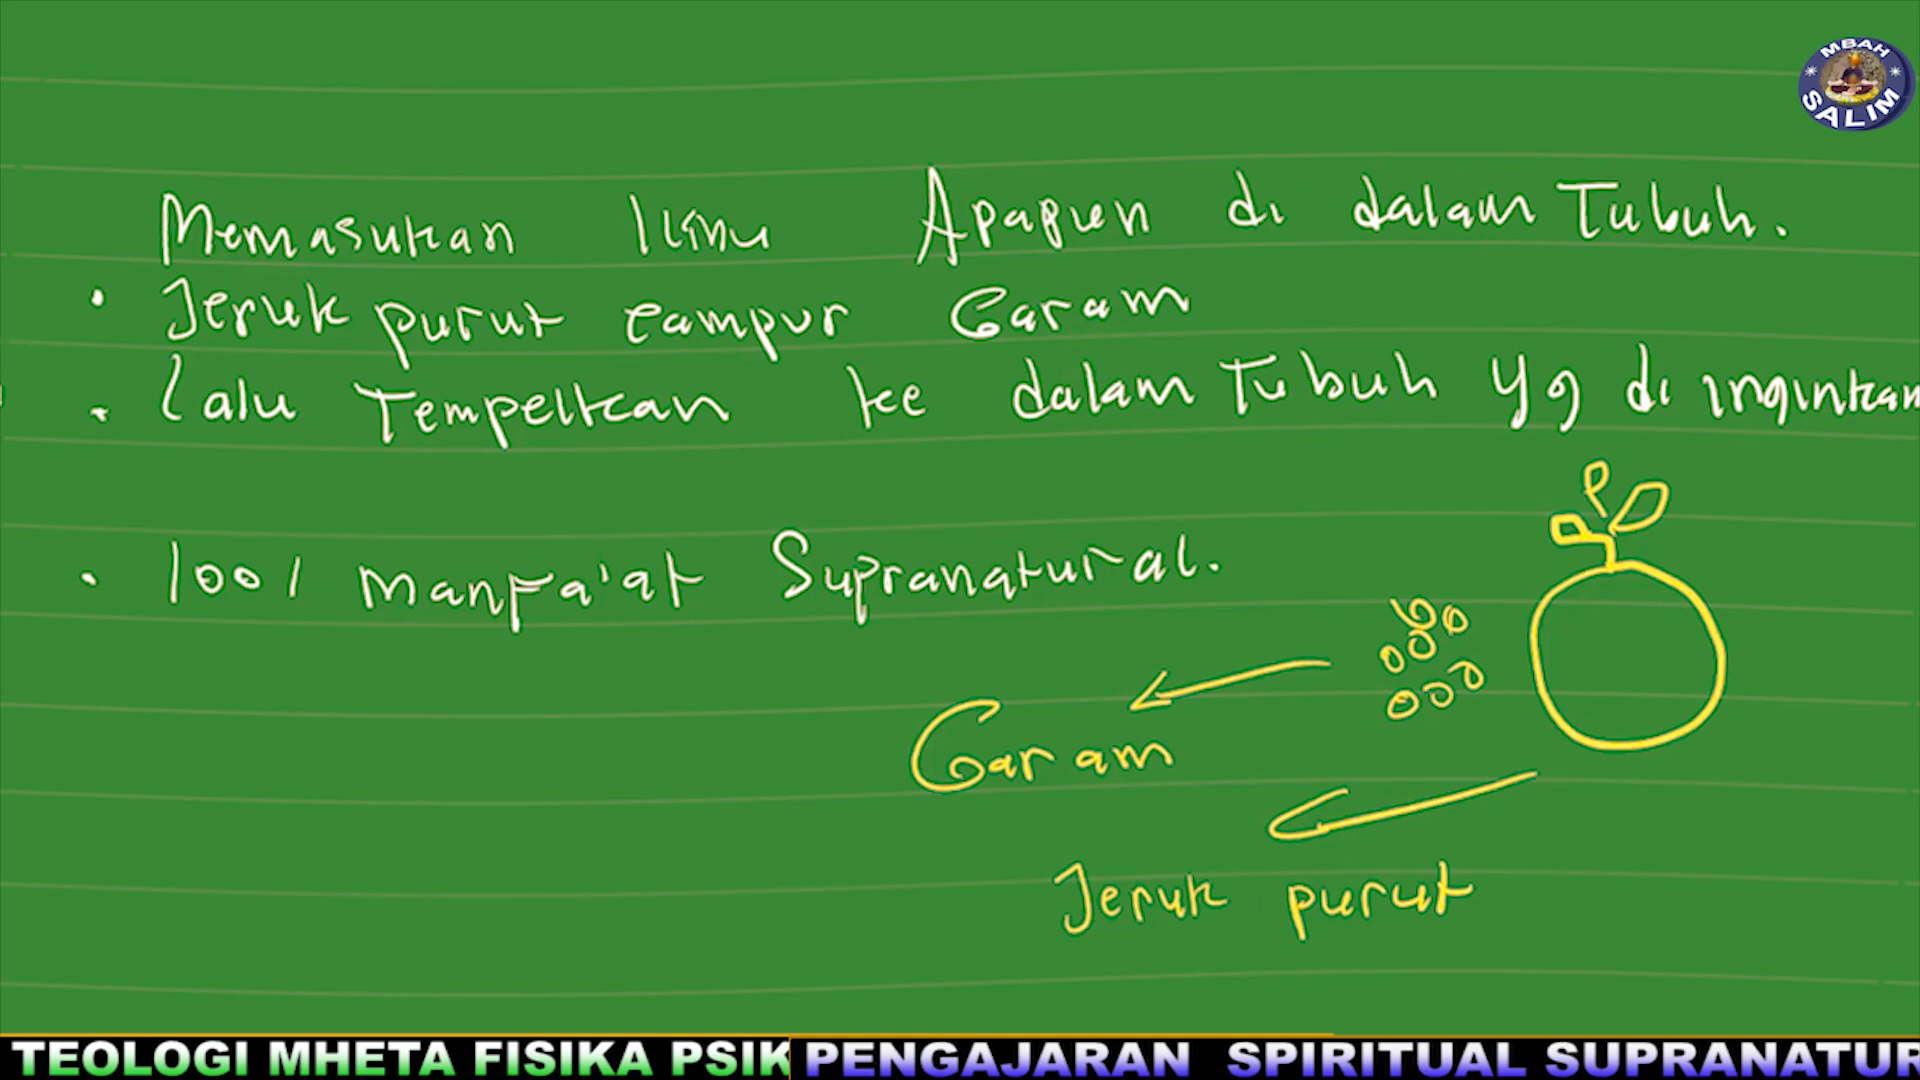 MBAH SALIM
Memasukan Ilmu Apapun di dalam Tubuh.
• Jeruk purut campur Garam
• Lalu Tempelkan ke dalam Tubuh Yg di inginkan
• 1001 Manfa'at Supranatural.
Garam
Jeruk purut
TEOLOGI MHETA FISIKA PSIK PENGAJARAN SPIRITUAL SUPRANATUR